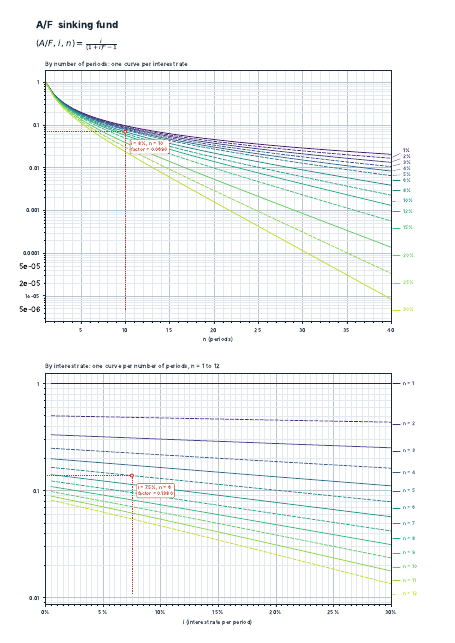 A/F sinking fund
(A/F, i, n) = i / ((1 + i)ⁿ − 1)
By number of periods: one curve per interest rate
1
0.1
0.01
0.001
0.0001
5e-05
2e-05
1e-05
5e-06
1%
2%
3%
4%
5%
6%
8%
10%
12%
15%
20%
25%
30%
factor = 0.0690
5
10
15
20
25
30
35
40
n (periods)
By interest rate: one curve per number of periods, n = 1 to 12
1
0.1
0.01
n = 1
n = 2
n = 3
n = 4
n = 5
n = 6
n = 7
n = 8
n = 9
n = 10
n = 11
n = 12
i = 7.5%, n = 6
factor = 0.1380
0%
5%
10%
15%
20%
25%
30%
i (interest rate per period)